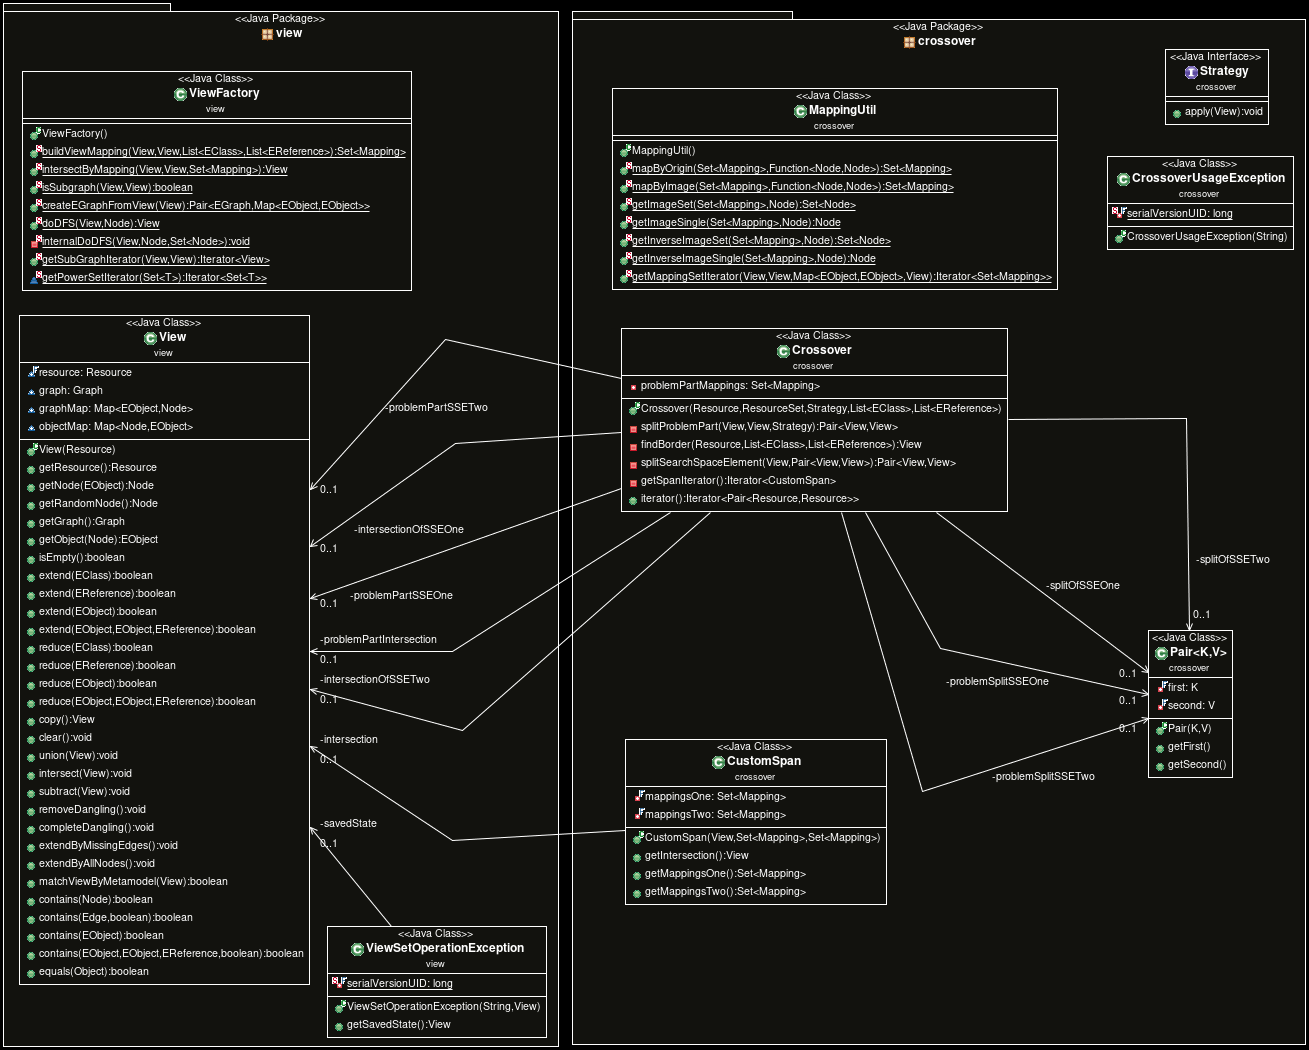 <<Java Package>>
view
<<Java Class>>
ViewFactory
view
ViewFactory()
buildViewMapping(View,View,List<EClass>,List<EReference>):Set<Mapping>
intersectByMapping(View,View,Set<Mapping>):View
isSubgraph(View,View):boolean
createEGraphFromView(View):Pair<EGraph,Map<EObject,EObject>>
doDFS(View,Node):View
internalDoDFS(View,Node,Set<Node>):void
getSubGraphIterator(View,View):Iterator<View>
getPowerSetIterator(Set<T>):Iterator<Set<T>>
<<Java Class>>
View
view
resource: Resource
graph: Graph
graphMap: Map<EObject,Node>
objectMap: Map<Node,EObject>
View(Resource)
getResource():Resource
getNode(EObject):Node
getRandomNode():Node
getGraph():Graph
getObject(Node):EObject
isEmpty():boolean
extend(EClass):boolean
extend(EReference):boolean
extend(EObject):boolean
extend(EObject,EObject,EReference):boolean
reduce(EClass):boolean
reduce(EReference):boolean
reduce(EObject):boolean
reduce(EObject,EObject,EReference):boolean
copy():View
clear():void
union(View):void
intersect(View):void
subtract(View):void
removeDangling():void
completeDangling():void
extendByMissingEdges():void
extendByAllNodes():void
matchViewByMetamodel(View):boolean
contains(Node):boolean
contains(Edge,boolean):boolean
contains(EObject):boolean
contains(EObject,EObject,EReference,boolean):boolean
equals(Object):boolean
-problemPartSSETwo
0..1
-intersectionOfSSEOne
0..1
-problemPartSSEOne
0..1
-problemPartIntersection
0..1
-intersectionOfSSETwo
0..1
-intersection
0..1
-savedState
0..1
<<Java Class>>
ViewSetOperationException
view
serialVersionUID: long
ViewSetOperationException(String,View)
getSavedState():View
<<Java Package>>
crossover
<<Java Class>>
MappingUtil
crossover
MappingUtil()
mapByOrigin(Set<Mapping>,Function<Node,Node>):Set<Mapping>
mapByImage(Set<Mapping>,Function<Node,Node>):Set<Mapping>
getImageSet(Set<Mapping>,Node):Set<Node>
getImageSingle(Set<Mapping>,Node):Node
getInverseImageSet(Set<Mapping>,Node):Set<Node>
getInverseImageSingle(Set<Mapping>,Node):Node
getMappingSetIterator(View,View,Map<EObject,EObject>,View):Iterator<Set<Mapping>>
<<Java Interface>>
Strategy
crossover
apply(View):void
<<Java Class>>
CrossoverUsageException
crossover
serialVersionUID: long
CrossoverUsageException(String)
<<Java Class>>
Crossover
crossover
problemPartMappings: Set<Mapping>
Crossover(Resource,ResourceSet,Strategy,List<EClass>,List<EReference>)
splitProblemPart(View,View,Strategy):Pair<View,View>
findBorder(Resource,List<EClass>,List<EReference>):View
splitSearchSpaceElement(View,Pair<View,View>):Pair<View,View>
getSpanIterator():Iterator<CustomSpan>
iterator():Iterator<Pair<Resource,Resource>>
-splitOfSSETwo
0..1
-splitOfSSEOne
0..1
-problemSplitSSEOne
0..1
-problemSplitSSETwo
0..1
<<Java Class>>
Pair<K,V>
crossover
first: K
second: V
Pair(K,V)
getFirst()
getSecond()
<<Java Class>>
CustomSpan
crossover
mappingsOne: Set<Mapping>
mappingsTwo: Set<Mapping>
CustomSpan(View,Set<Mapping>,Set<Mapping>)
getIntersection():View
getMappingsOne():Set<Mapping>
getMappingsTwo():Set<Mapping>